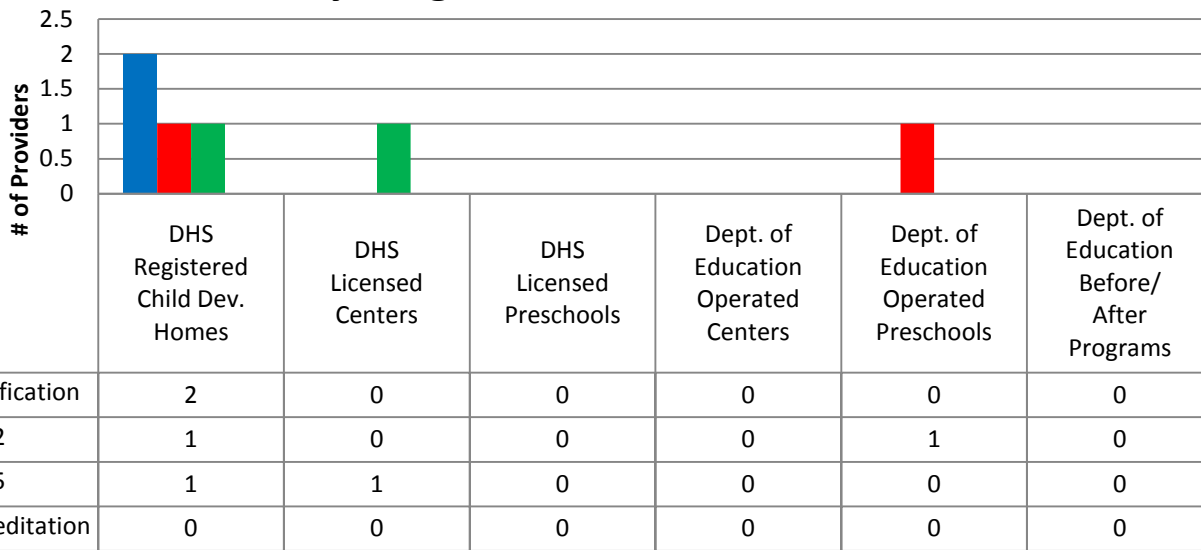 2.5
2
1.5
1
0.5
0
# of Providers
DHS
Registered
Child Dev.
Homes
DHS
Licensed
Centers
DHS
Licensed
Preschools
Dept. of
Education
Operated
Centers
Dept. of
Education
Operated
Preschools
Dept. of
Education
Before/
After
Programs
fication 2 0 0 0 0 0
2 1 0 0 0 1 0
5 1 1 0 0 0 0
editation 0 0 0 0 0 0